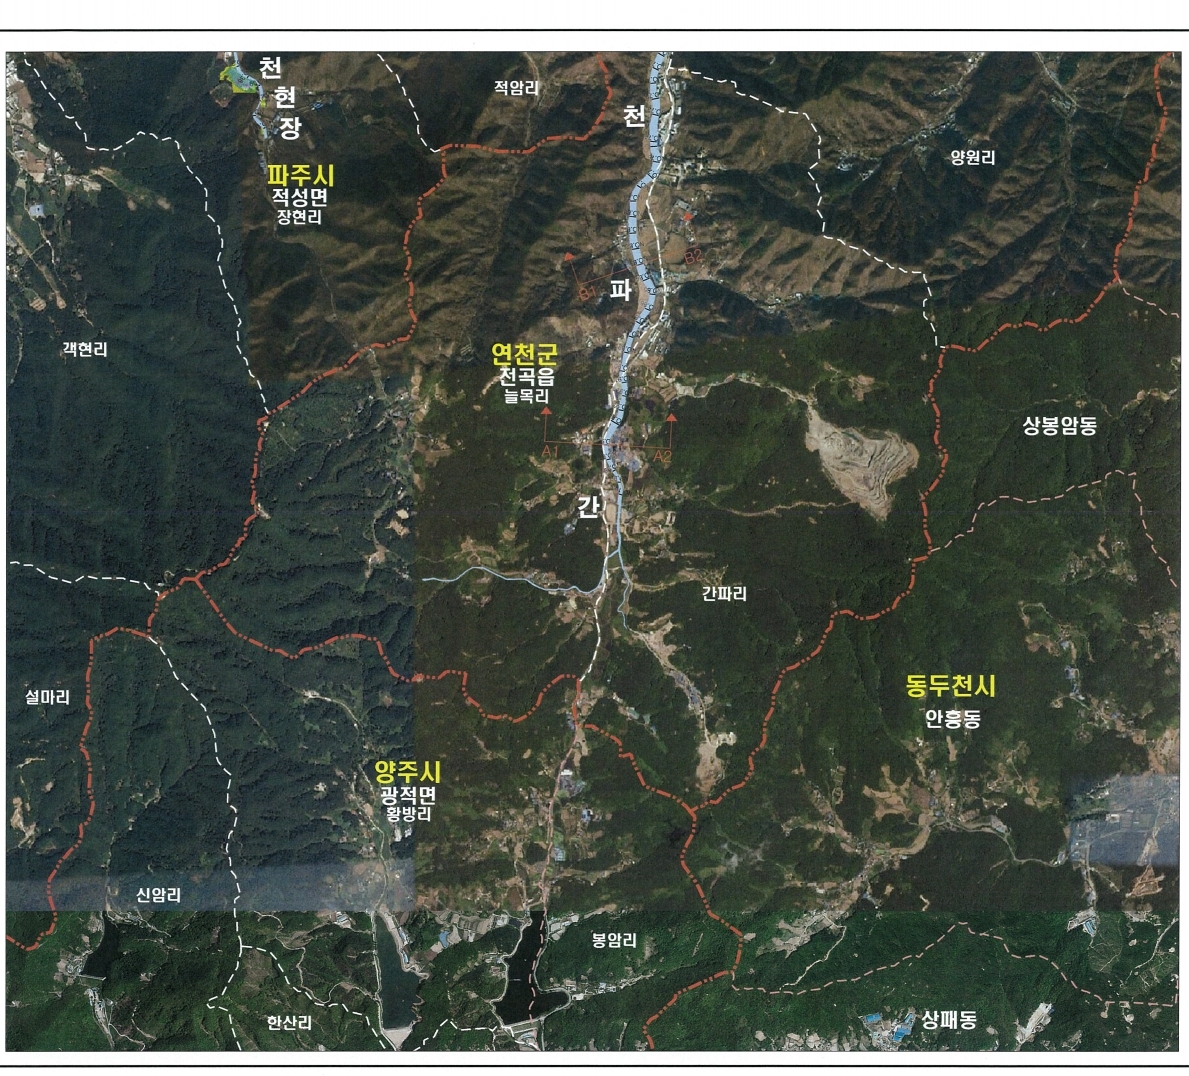 천
현
장
적암리
천
양원리
파주시
적성면
장현리
B2
B1
파
객현리
연천군
전곡읍
늘목리
상봉암동
A1
A2
간
간파리
설마리
동두천시
안흥동
양주시
광적면
황방리
신암리
봉암리
한산리
상패동